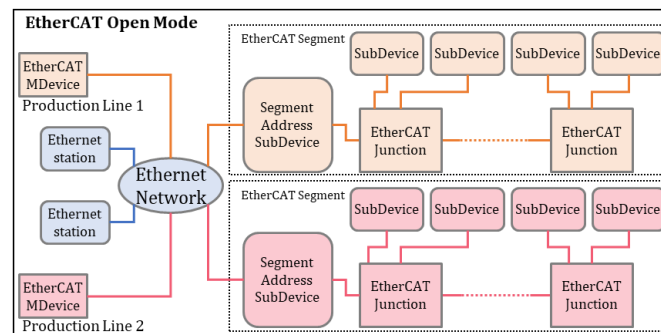 EtherCAT Open Mode
EtherCAT
MDevice
Production Line 1
Ethernet
station
Ethernet
station
Ethernet
Network
EtherCAT
MDevice
Production Line 2
EtherCAT Segment
SubDevice
SubDevice
SubDevice
SubDevice
Segment
Address
SubDevice
EtherCAT
Junction
EtherCAT
Junction
EtherCAT Segment
SubDevice
SubDevice
SubDevice
SubDevice
Segment
Address
SubDevice
EtherCAT
Junction
EtherCAT
Junction